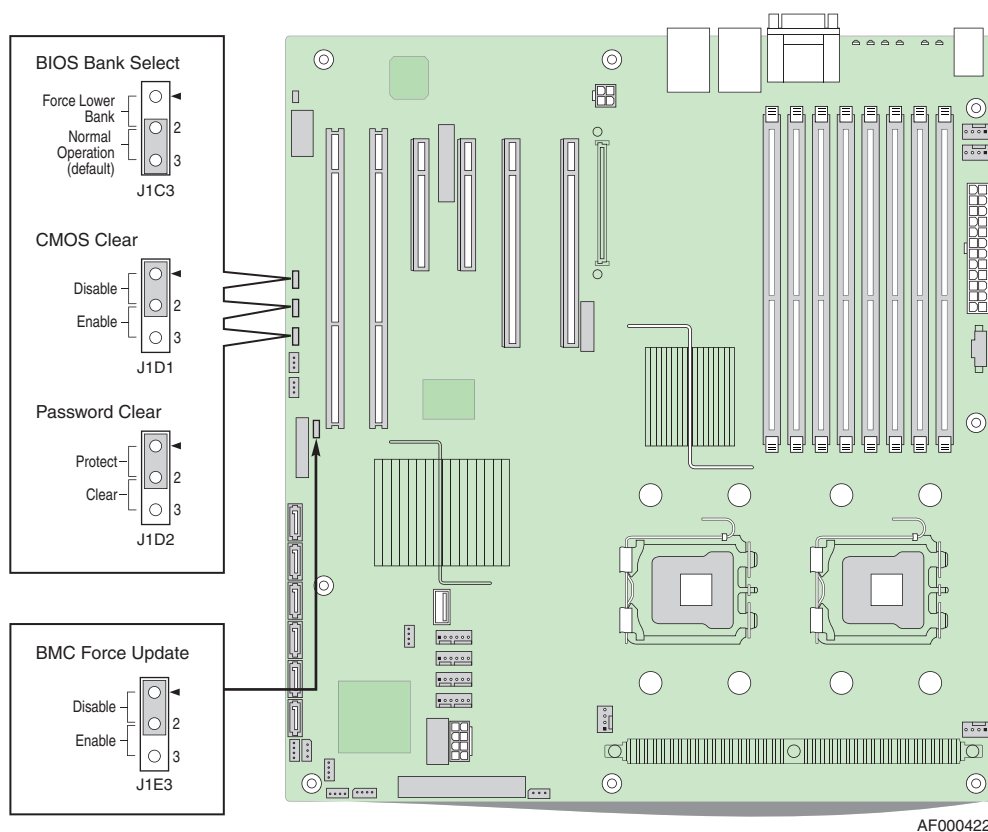 BIOS Bank Select
Force Lower
Bank
Normal
Operation
(default)
2
3
J1C3
CMOS Clear
Disable
Enable
2
3
J1D1
Password Clear
Protect
Clear
2
3
J1D2
BMC Force Update
Disable
Enable
2
3
J1E3
AF000422